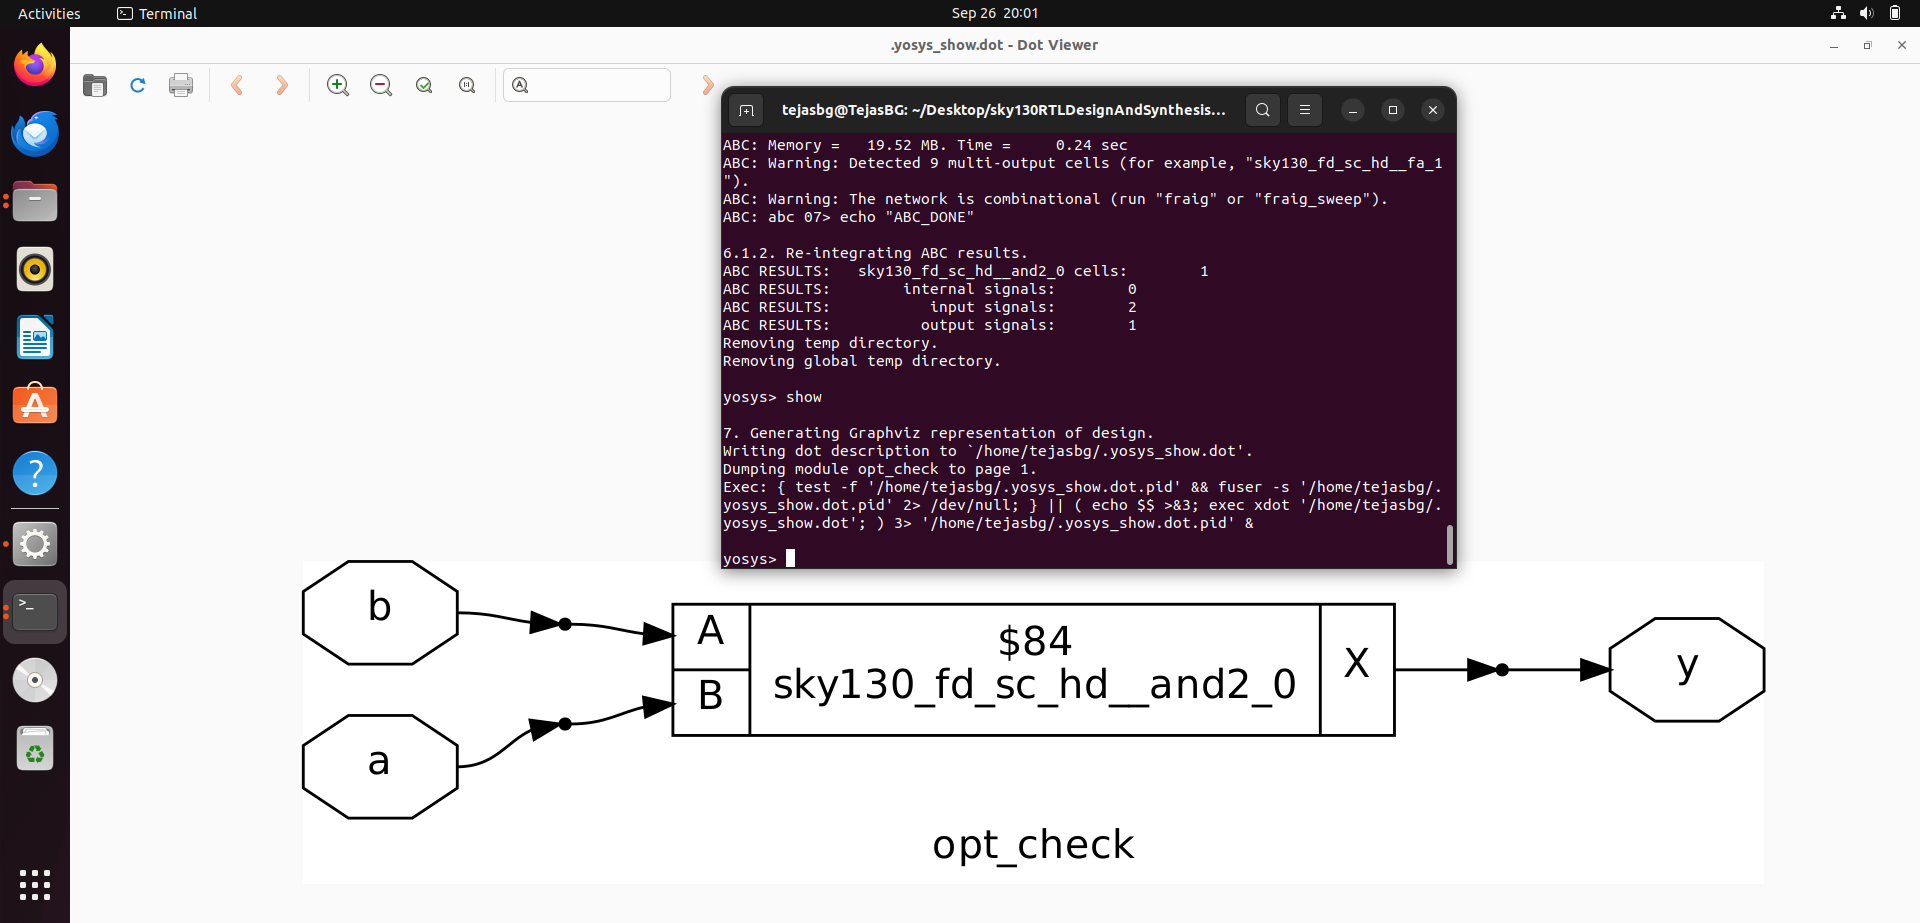 Activities
Terminal
Sep 26 20:01
.yosys_show.dot - Dot Viewer
tejasbg@TejasBG: ~/Desktop/sky130RTLDesignAndSynthesis...
ABC: Memory =   19.52 MB. Time =     0.24 sec
ABC: Warning: Detected 9 multi-output cells (for example, "sky130_fd_sc_hd__fa_1
").
ABC: Warning: The network is combinational (run "fraig" or "fraig_sweep").
ABC: abc 07> echo "ABC_DONE"
6.1.2. Re-integrating ABC results.
ABC RESULTS:   sky130_fd_sc_hd__and2_0 cells:        1
ABC RESULTS:        internal signals:        0
ABC RESULTS:           input signals:        2
ABC RESULTS:          output signals:        1
Removing temp directory.
Removing global temp directory.
yosys> show
7. Generating Graphviz representation of design.
Writing dot description to `/home/tejasbg/.yosys_show.dot'.
Dumping module opt_check to page 1.
Exec: { test -f '/home/tejasbg/.yosys_show.dot.pid' && fuser -s '/home/tejasbg/.
yosys_show.dot.pid' 2> /dev/null; } || ( echo $$ >&3; exec xdot '/home/tejasbg/.
yosys_show.dot'; ) 3> '/home/tejasbg/.yosys_show.dot.pid' &
yosys>
b
a
A
B
$84
sky130_fd_sc_hd__and2_0
X
y
opt_check